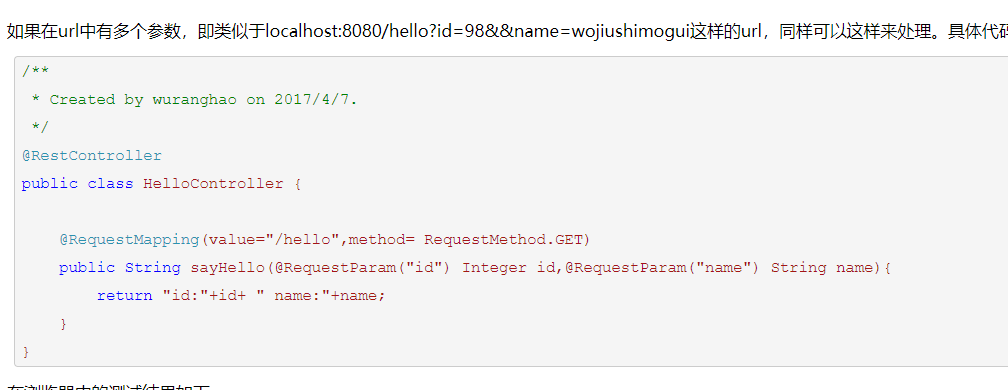 如果在url中有多个参数，即类似于localhost:8080/hello?id=98&&name=wojiushimogui这样的url，同样可以这样来处理。具体代码
/**
 * Created by wuranghao on 2017/4/7.
 */
@RestController
public class HelloController {
    @RequestMapping(value="/hello",method= RequestMethod.GET)
    public String sayHello(@RequestParam("id") Integer id,@RequestParam("name") String name){
        return "id:"+id+ " name:"+name;
    }
}